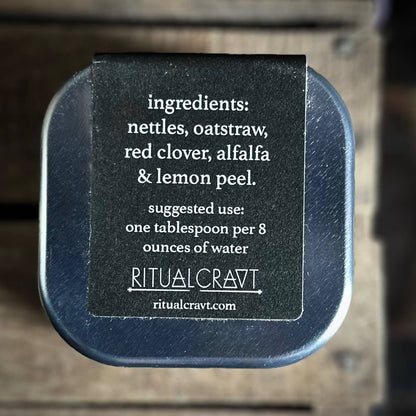 ingredients:
nettles, oatstraw,
red clover, alfalfa
& lemon peel.
suggested use:
one tablespoon per 8
ounces of water
RITUALCRAVT
ritualcravt.com